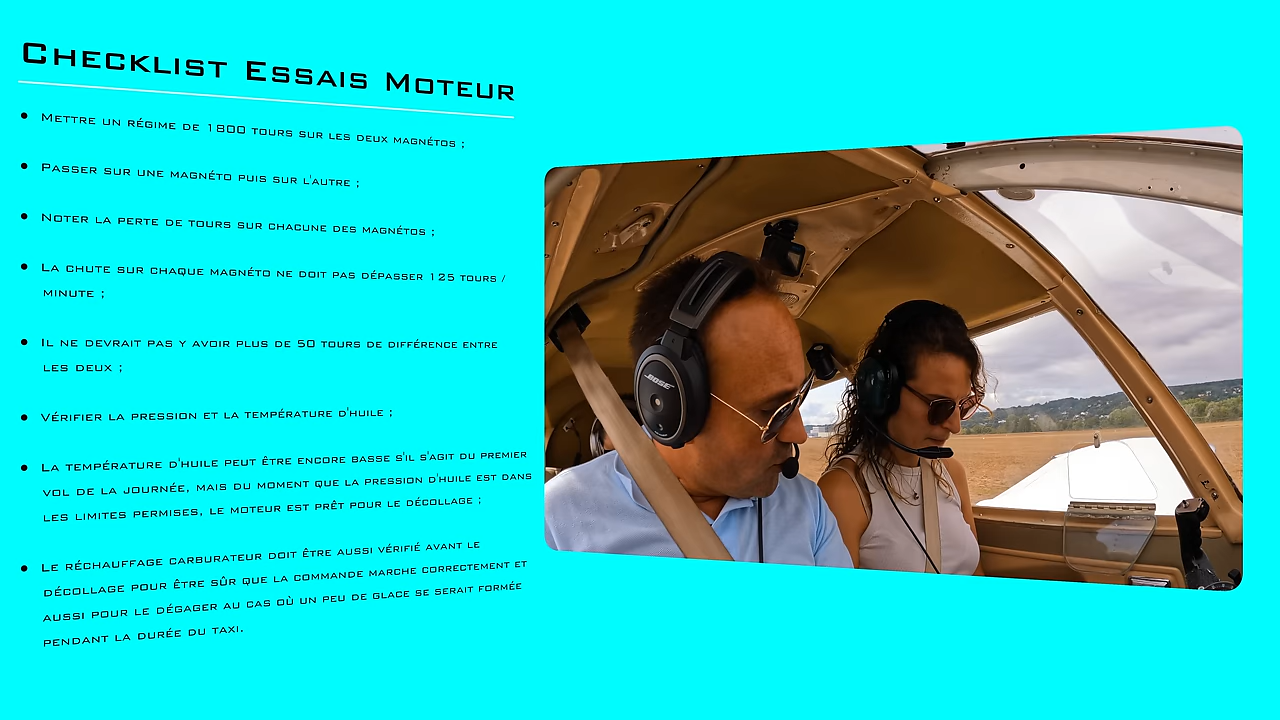 Checklist Essais Moteur
Mettre un régime de 1800 tours sur les deux magnétos ;
Passer sur une magnéto puis sur l'autre ;
Noter la perte de tours sur chacune des magnétos ;
La chute sur chaque magnéto ne doit pas dépasser 125 tours /
minute ;
Il ne devrait pas y avoir plus de 50 tours de différence entre
les deux ;
Vérifier la pression et la température d'huile ;
La température d'huile peut être encore basse s'il s'agit du premier
vol de la journée, mais du moment que la pression d'huile est dans
les limites permises, le moteur est prêt pour le décollage ;
Le réchauffage carburateur doit être aussi vérifié avant le
décollage pour être sûr que la commande marche correctement et
aussi pour le dégager au cas où un peu de glace se serait formée
pendant la durée du taxi.
BOSE